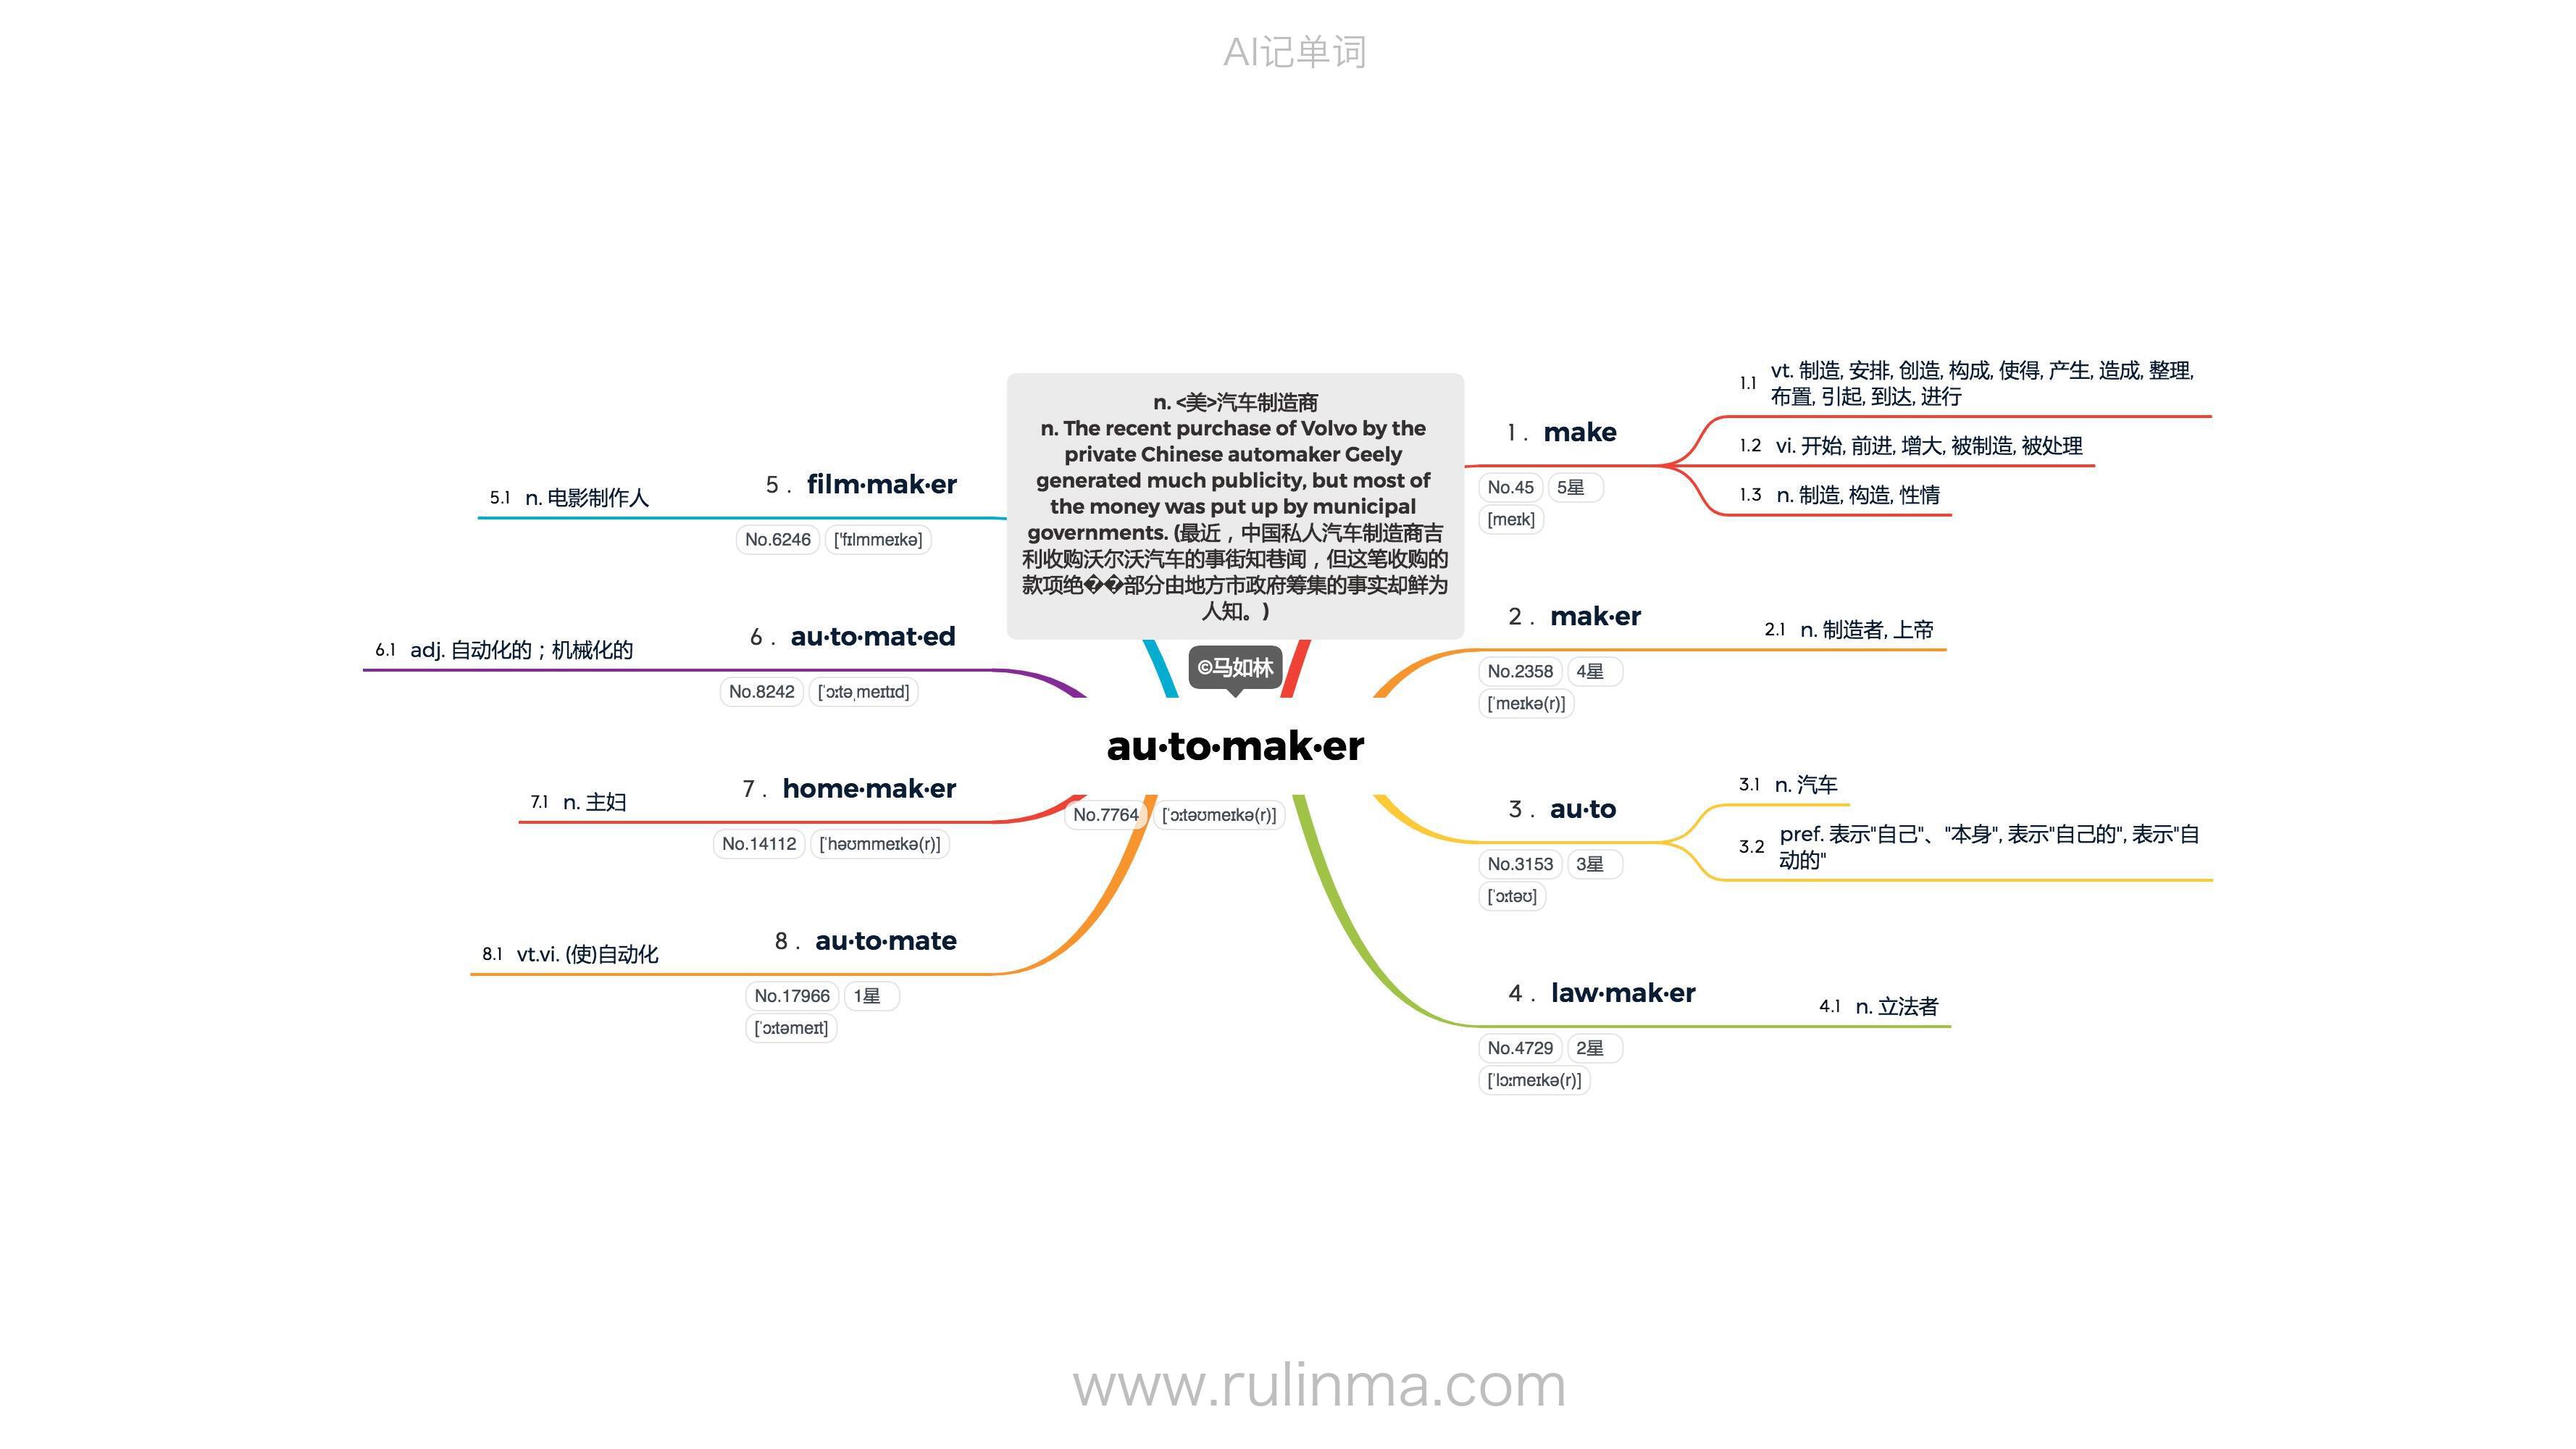 AI记单词
n. <美>汽车制造商
n. The recent purchase of Volvo by the
private Chinese automaker Geely
generated much publicity, but most of
the money was put up by municipal
governments. (最近，中国私人汽车制造商吉
利收购沃尔沃汽车的事街知巷闻，但这笔收购的
款项绝��部分由地方市政府筹集的事实却鲜为
人知。)
©马如林
au·to·mak·er
No.7764 [ˈɔːtəʊmeɪkə(r)]
1 . make
No.45 5星
[meɪk]
1.1 vt. 制造, 安排, 创造, 构成, 使得, 产生, 造成, 整理,
布置, 引起, 到达, 进行
1.2 vi. 开始, 前进, 增大, 被制造, 被处理
1.3 n. 制造, 构造, 性情
2 . mak·er
No.2358 4星
[ˈmeɪkə(r)]
2.1 n. 制造者, 上帝
3 . au·to
No.3153 3星
[ˈɔːtəʊ]
3.1 n. 汽车
3.2 pref. 表示"自己"、"本身", 表示"自己的", 表示"自
动的"
4 . law·mak·er
No.4729 2星
[ˈlɔːmeɪkə(r)]
4.1 n. 立法者
5 . film·mak·er
No.6246 ['fɪlmmeɪkə]
5.1 n. 电影制作人
6 . au·to·mat·ed
No.8242 [ˈɔːtəˌmeɪtɪd]
6.1 adj. 自动化的；机械化的
7 . home·mak·er
No.14112 [ˈhəʊmmeɪkə(r)]
7.1 n. 主妇
8 . au·to·mate
No.17966 1星
[ˈɔːtəmeɪt]
8.1 vt.vi. (使)自动化
www.rulinma.com